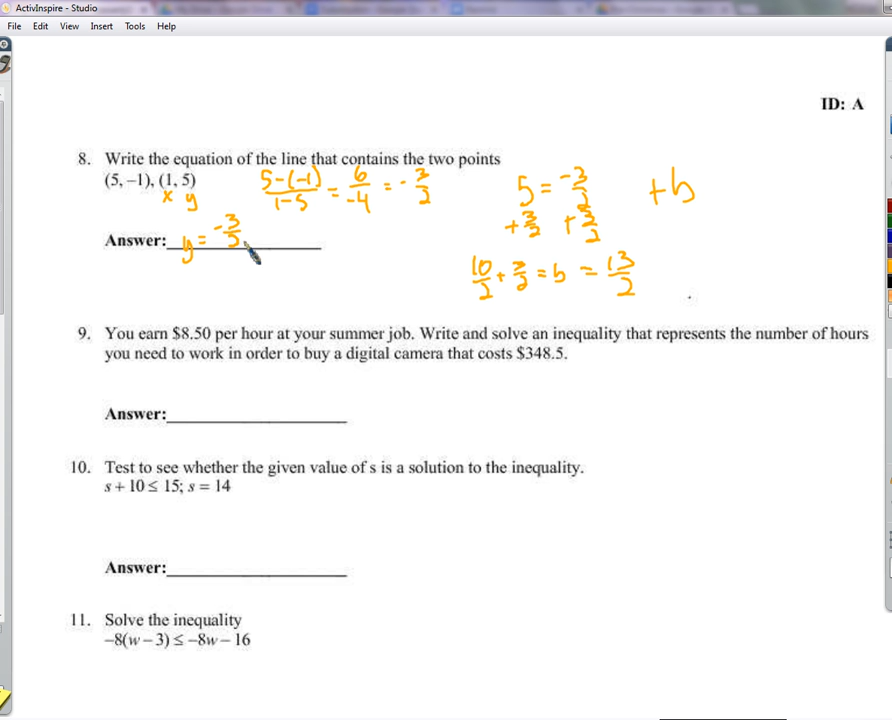 ActivInspire - Studio
File Edit View Insert Tools Help
ID: A
8. Write the equation of the line that contains the two points
(5, –1), (1, 5)
x y
5-(-1)/1-5 = 6/-4 = -3/2
5 = -3/2 + b
+3/2 +3/2
10/2 + 3/2 = b = 13/2
Answer: y = -3/2
9. You earn $8.50 per hour at your summer job. Write and solve an inequality that represents the number of hours
you need to work in order to buy a digital camera that costs $348.5.
Answer:
10. Test to see whether the given value of s is a solution to the inequality.
s + 10 ≤ 15; s = 14
Answer:
11. Solve the inequality
–8(w – 3) ≤ –8w – 16